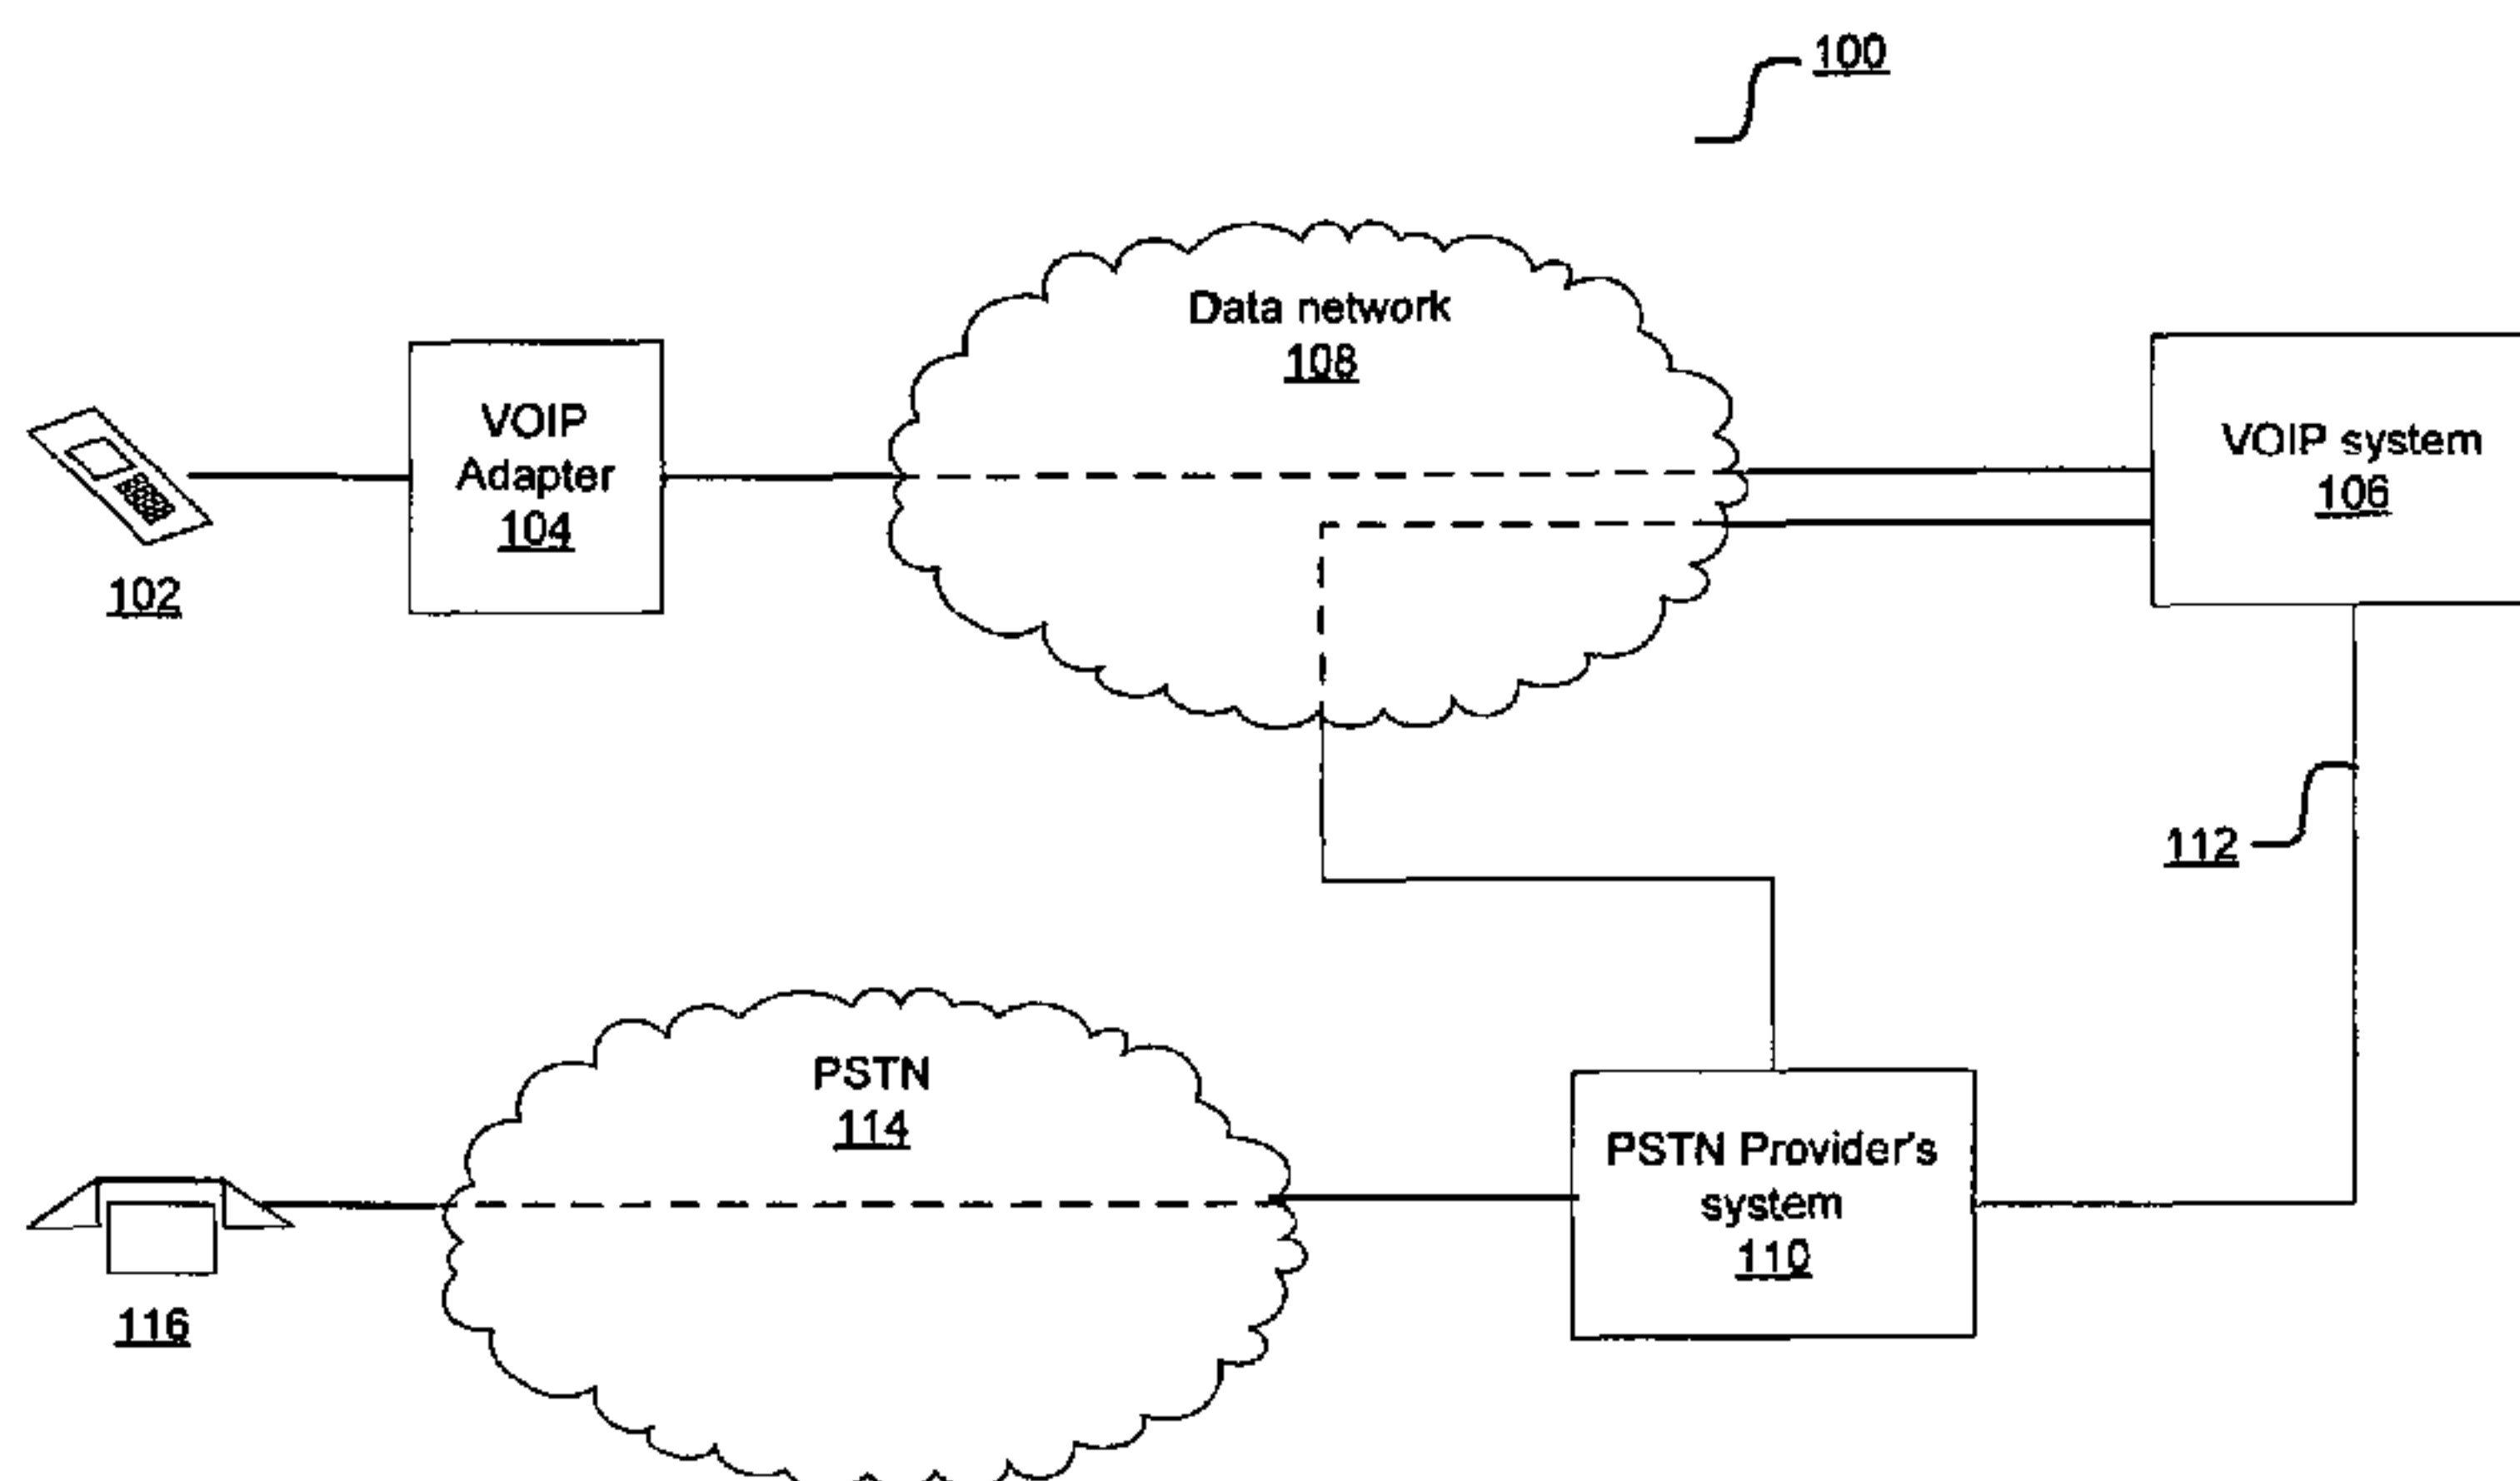 100
Data network
108
VOIP
Adapter
104
VOIP system
106
102
112
PSTN
114
PSTN Provider's
system
110
116